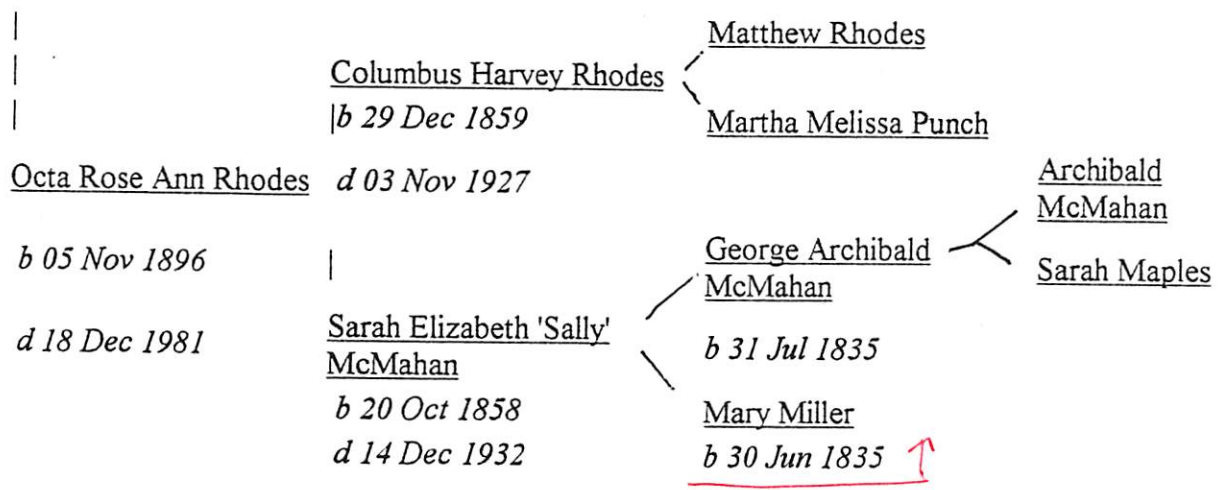 Matthew Rhodes
Columbus Harvey Rhodes
b 29 Dec 1859
Martha Melissa Punch
Octa Rose Ann Rhodes
d 03 Nov 1927
Archibald
McMahan
b 05 Nov 1896
George Archibald
McMahan
Sarah Maples
d 18 Dec 1981
Sarah Elizabeth 'Sally'
McMahan
b 31 Jul 1835
b 20 Oct 1858
Mary Miller
d 14 Dec 1932
b 30 Jun 1835